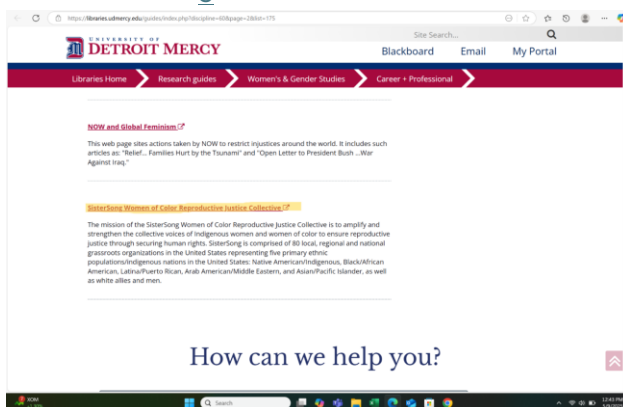 https://libraries.udmercy.edu/guides/index.php?discipline=60&page=2&list=175
Site Search...
UNIVERSITY OF
DETROIT MERCY
Blackboard Email My Portal
Libraries Home Research guides Women's & Gender Studies Career + Professional
NOW and Global Feminism
This web page sites actions taken by NOW to restrict injustices around the world. It includes such
articles as: "Relief... Families Hurt by the Tsunami" and "Open Letter to President Bush ...War
Against Iraq."
SisterSong Women of Color Reproductive Justice Collective
The mission of the SisterSong Women of Color Reproductive Justice Collective is to amplify and
strengthen the collective voices of Indigenous women and women of color to ensure reproductive
justice through securing human rights. SisterSong is comprised of 80 local, regional and national
grassroots organizations in the United States representing five primary ethnic
populations/indigenous nations in the United States: Native American/Indigenous, Black/African
American, Latina/Puerto Rican, Arab American/Middle Eastern, and Asian/Pacific Islander, as well
as white allies and men.
How can we help you?
XOM
Search
12:43 PM